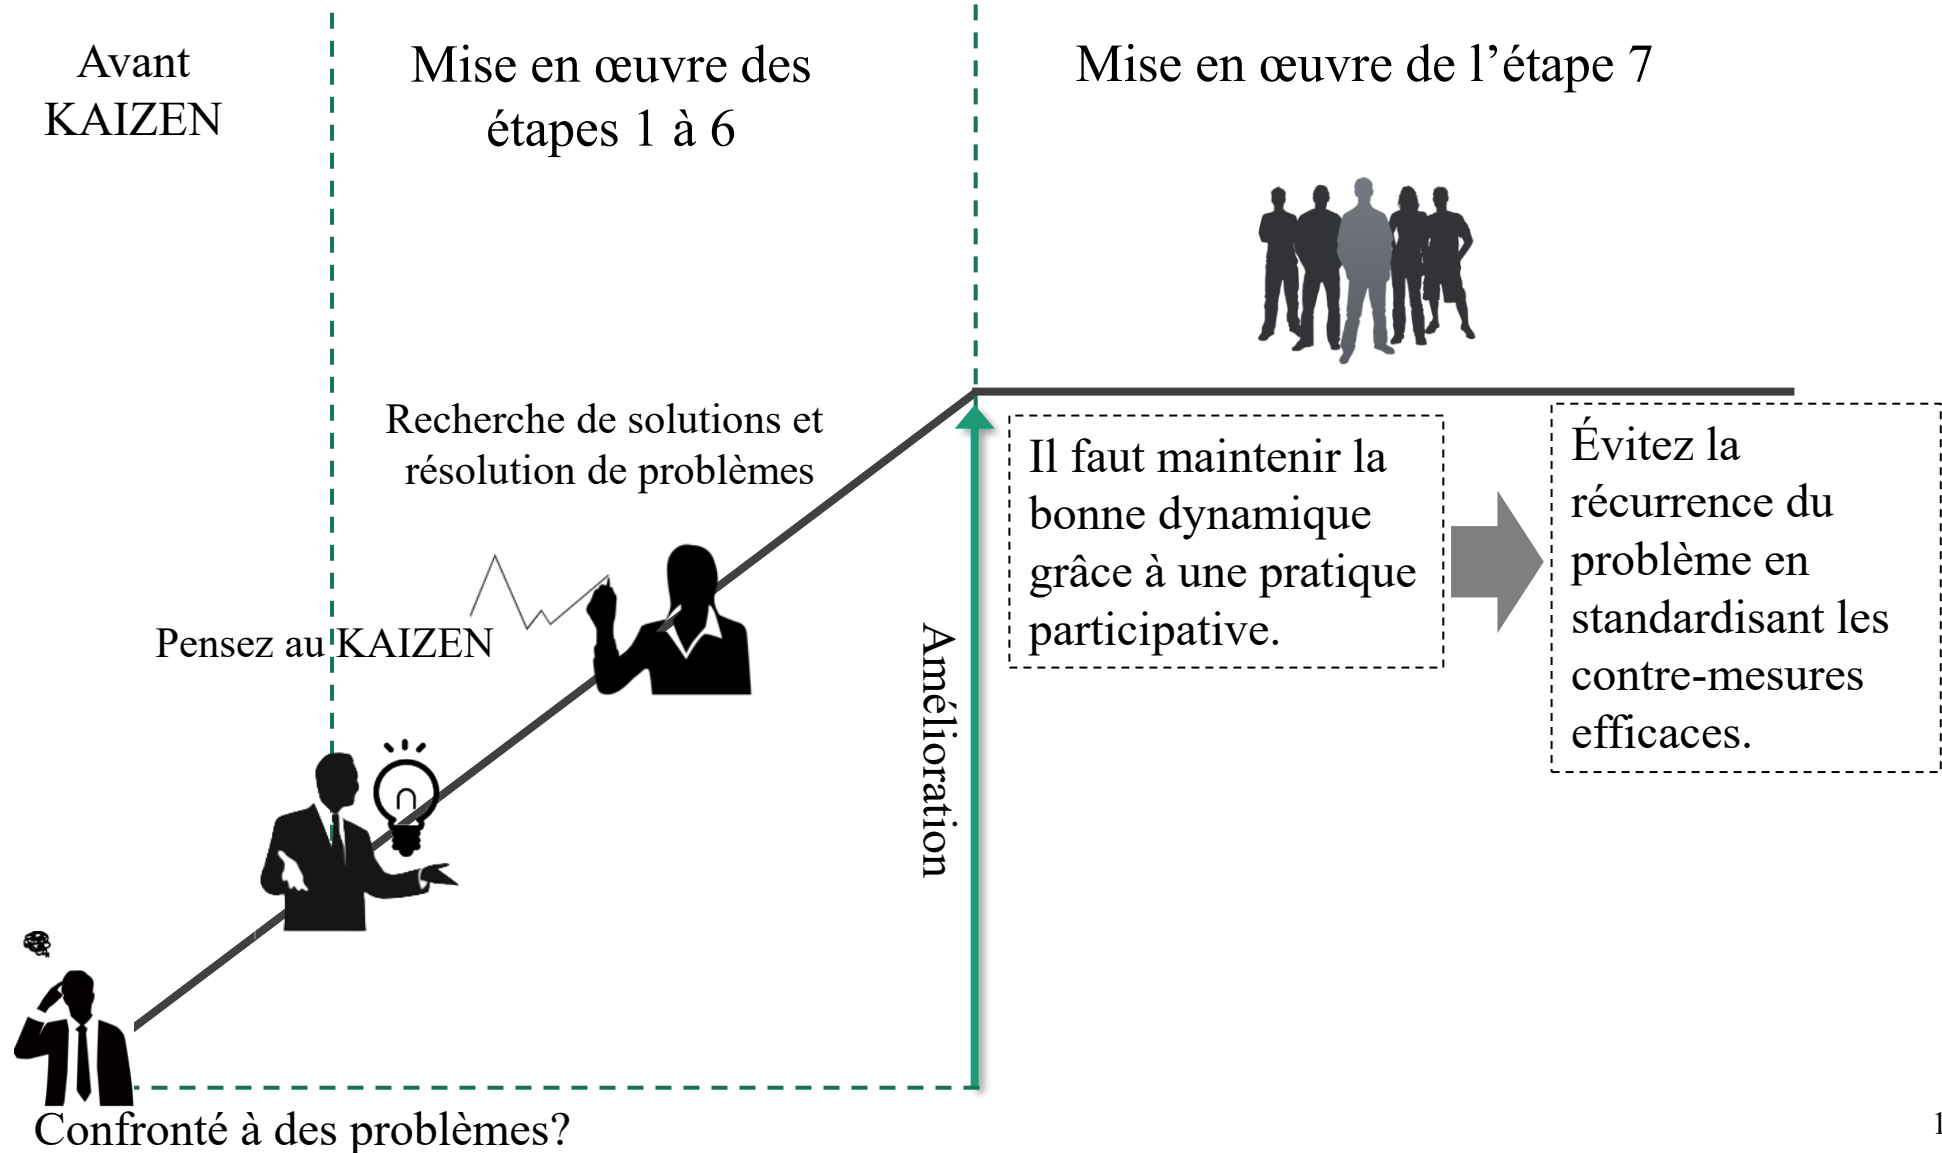 Avant
KAIZEN
Mise en œuvre des
étapes 1 à 6
Mise en œuvre de l’étape 7
Recherche de solutions et
résolution de problèmes
Pensez au KAIZEN
Amélioration
Il faut maintenir la
bonne dynamique
grâce à une pratique
participative.
Évitez la
récurrence du
problème en
standardisant les
contre-mesures
efficaces.
Confronté à des problèmes?